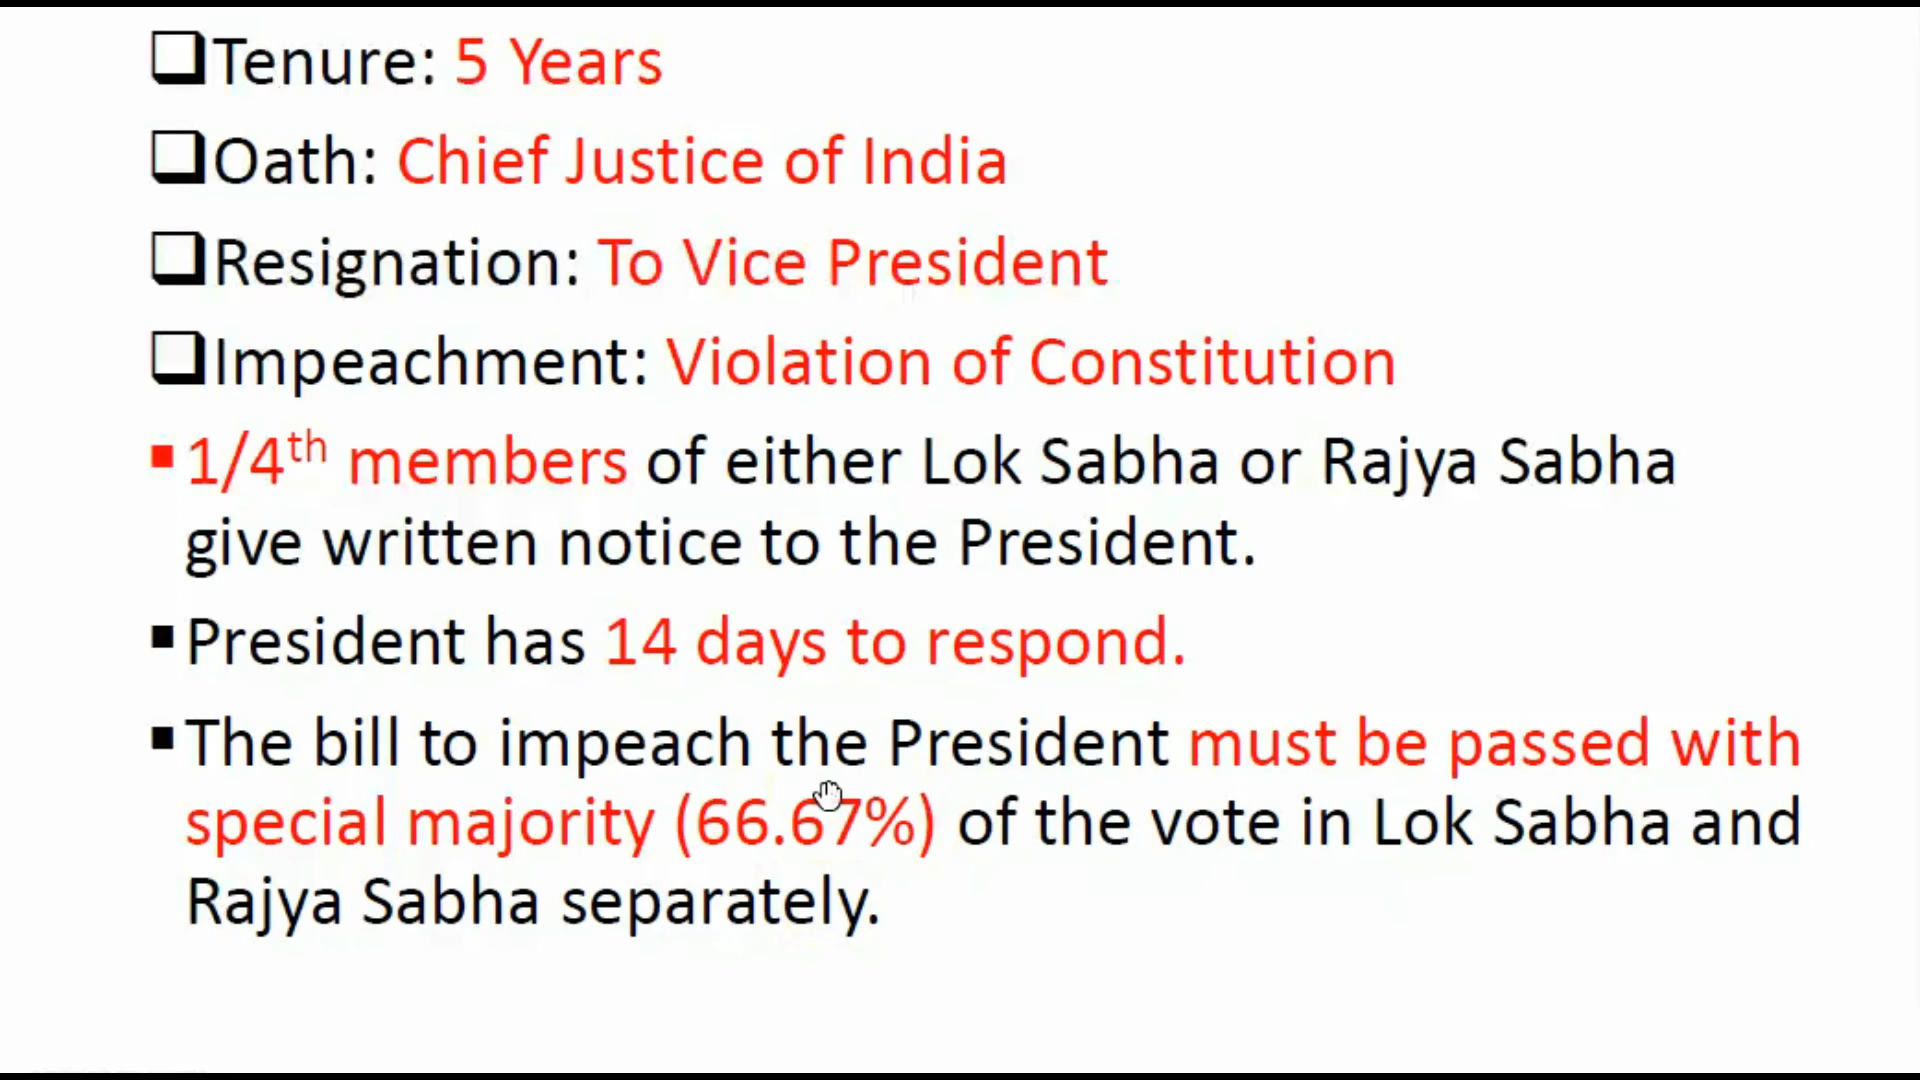 Tenure: 5 Years
Oath: Chief Justice of India
Resignation: To Vice President
Impeachment: Violation of Constitution
1/4th members of either Lok Sabha or Rajya Sabha
give written notice to the President.
President has 14 days to respond.
The bill to impeach the President must be passed with
special majority (66.67%) of the vote in Lok Sabha and
Rajya Sabha separately.